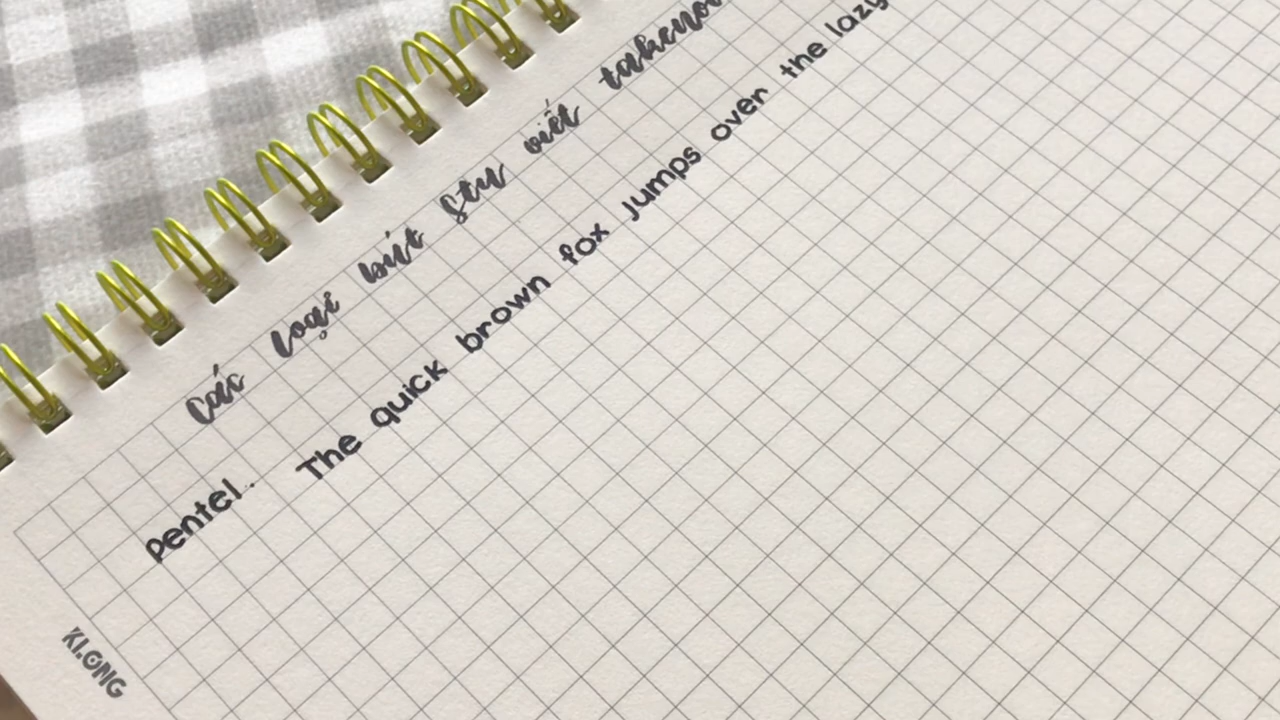 các loại bút stu viết
pentel. The quick brown fox jumps over the lazy
KLONG